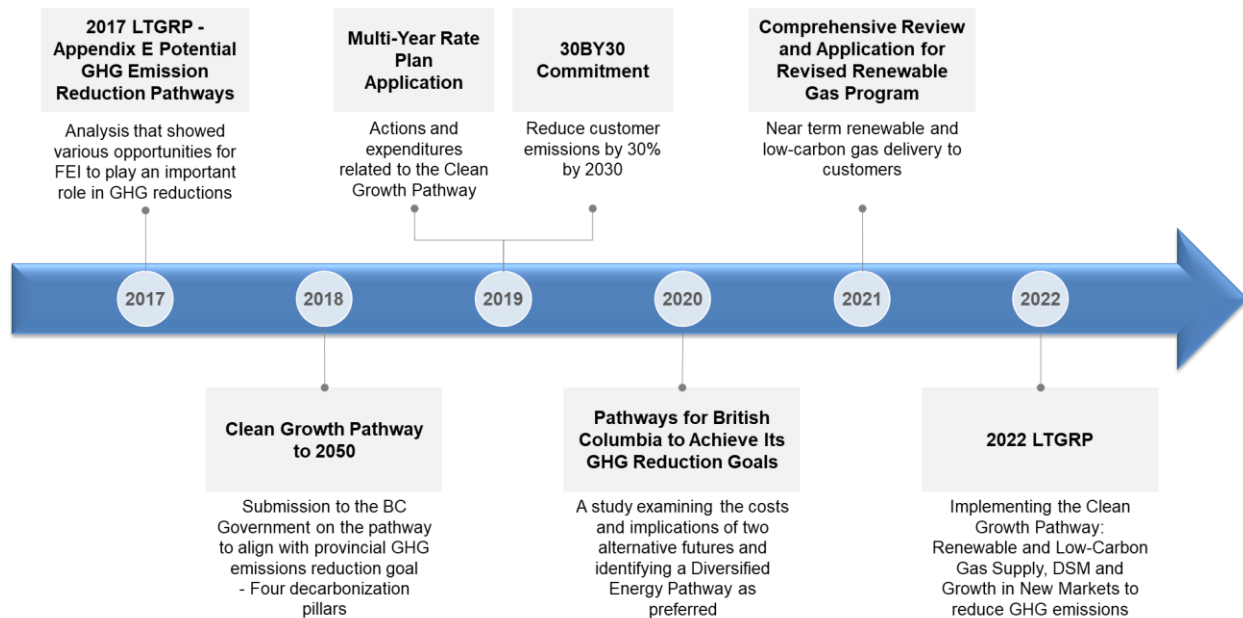 2017 LTGRP -
Appendix E Potential
GHG Emission
Reduction Pathways
Analysis that showed
various opportunities for
FEI to play an important
role in GHG reductions
Multi-Year Rate
Plan
Application
Actions and
expenditures
related to the Clean
Growth Pathway
30BY30
Commitment
Reduce customer
emissions by 30%
by 2030
Comprehensive Review
and Application for
Revised Renewable
Gas Program
Near term renewable and
low-carbon gas delivery to
customers
2017
2018
2019
2020
2021
2022
Clean Growth Pathway
to 2050
Submission to the BC
Government on the pathway
to align with provincial GHG
emissions reduction goal
- Four decarbonization
pillars
Pathways for British
Columbia to Achieve Its
GHG Reduction Goals
A study examining the costs
and implications of two
alternative futures and
identifying a Diversified
Energy Pathway as
preferred
2022 LTGRP
Implementing the Clean
Growth Pathway:
Renewable and Low-Carbon
Gas Supply, DSM and
Growth in New Markets to
reduce GHG emissions